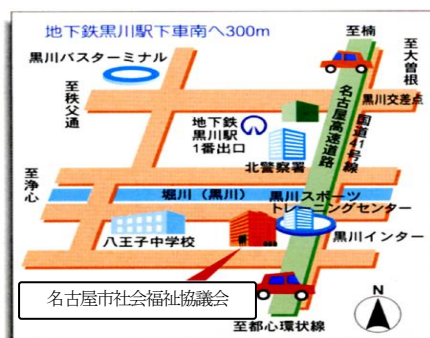 地下鉄黒川駅下車南へ300m
至楠
至大曽根
黒川バスターミナル
至秩父通
黒川交差点
地下鉄
黒川駅
1番出口
名古屋高速道路
国道41号線
北警察署
至浄心
堀川（黒川）
黒川スポーツ
トレーニングセンター
八王子中学校
黒川インター
名古屋市社会福祉協議会
N
至都心環状線